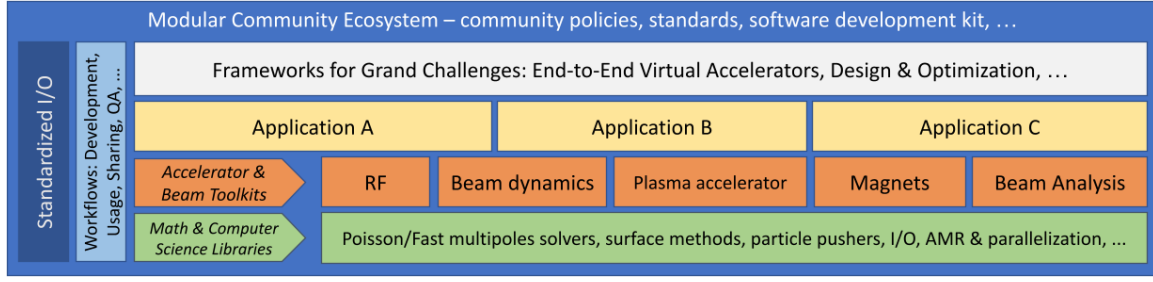 Modular Community Ecosystem – community policies, standards, software development kit, …
Standardized I/O
Workflows: Development,
Usage, Sharing, QA, ...
Frameworks for Grand Challenges: End-to-End Virtual Accelerators, Design & Optimization, …
Application A
Application B
Application C
Accelerator &
Beam Toolkits
RF
Beam dynamics
Plasma accelerator
Magnets
Beam Analysis
Math & Computer
Science Libraries
Poisson/Fast multipoles solvers, surface methods, particle pushers, I/O, AMR & parallelization, ...